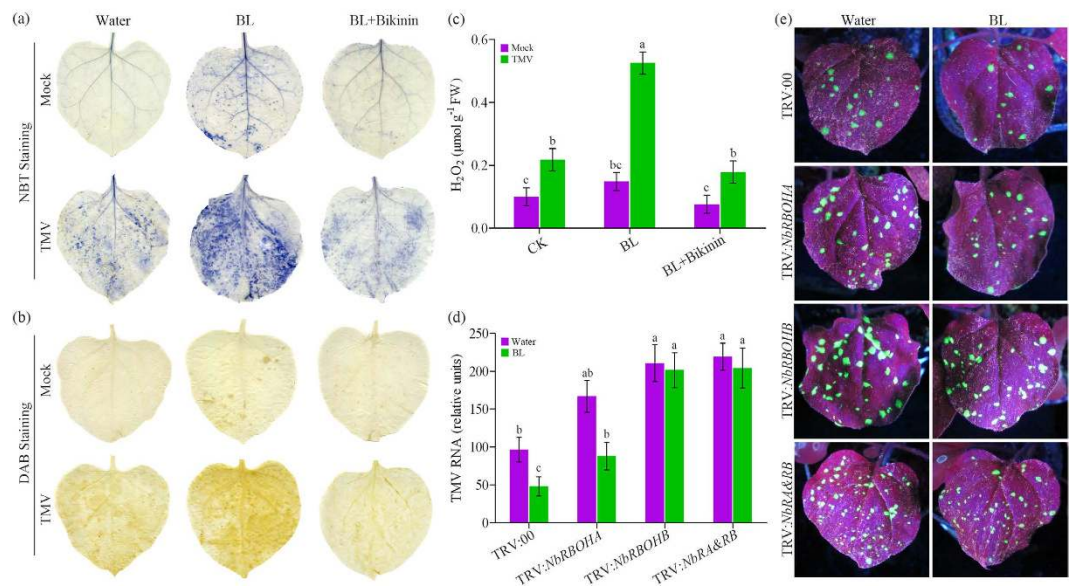 (a)
Water
BL
BL+Bikinin
NBT Staining
Mock
TMV
(b)
DAB Staining
Mock
TMV
(c)
H₂O₂ (μmol g⁻¹ FW)
0.6
0.4
0.2
0.0
Mock
TMV
c
b
bc
a
c
b
CK
BL
BL+Bikinin
(d)
TMV RNA (relative units)
250
200
150
100
50
0
Water
BL
b
c
ab
b
a
a
a
a
TRV:00
TRV:NbRBOHA
TRV:NbRBOHB
TRV:NbRA&RB
(e)
Water
BL
TRV:00
TRV:NbRBOHA
TRV:NbRBOHB
TRV:NbRA&RB